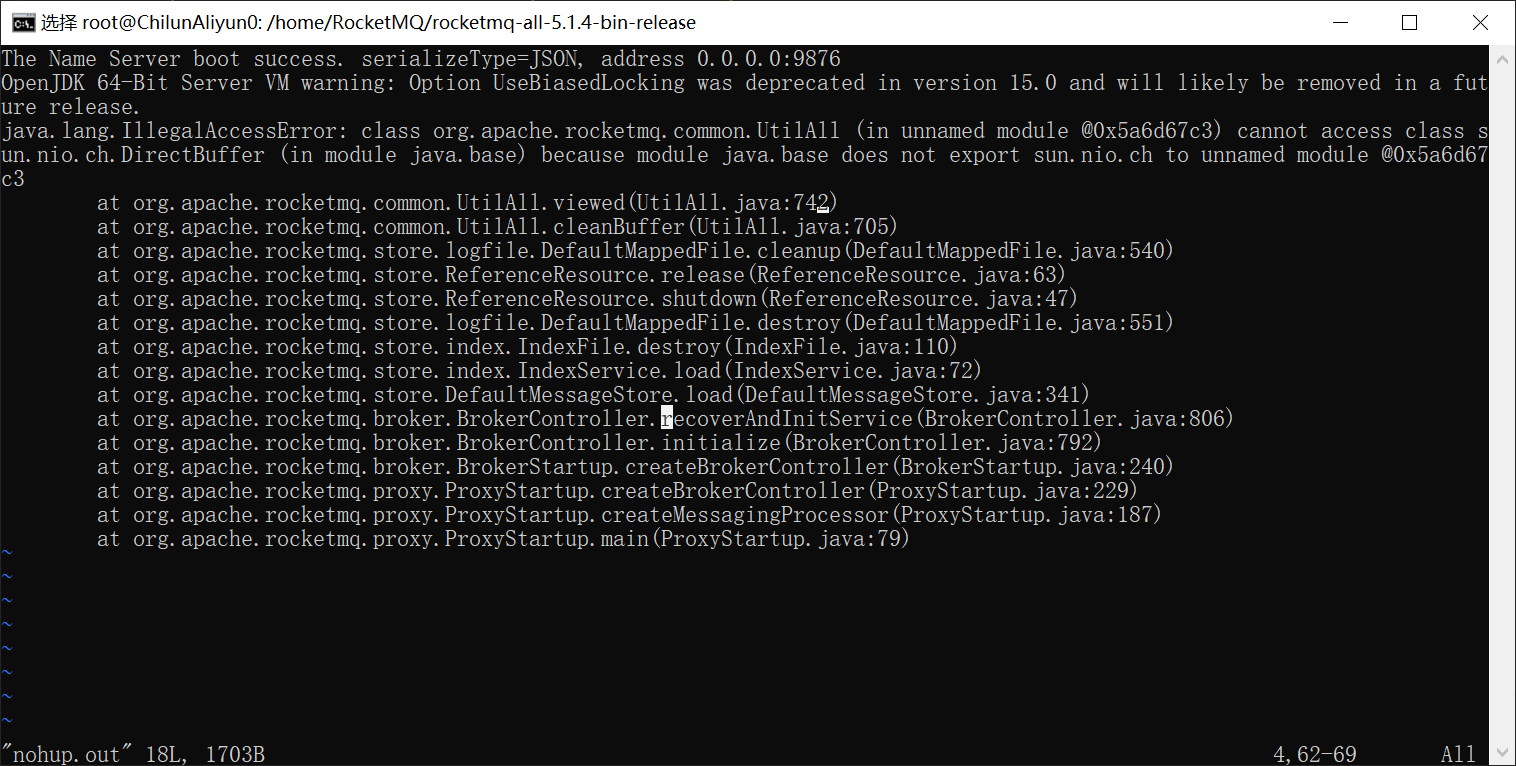 选择 root@ChilunAliyun0: /home/RocketMQ/rocketmq-all-5.1.4-bin-release
The Name Server boot success. serializeType=JSON, address 0.0.0.0:9876
OpenJDK 64-Bit Server VM warning: Option UseBiasedLocking was deprecated in version 15.0 and will likely be removed in a fut
ure release.
java.lang.IllegalAccessError: class org.apache.rocketmq.common.UtilAll (in unnamed module @0x5a6d67c3) cannot access class s
un.nio.ch.DirectBuffer (in module java.base) because module java.base does not export sun.nio.ch to unnamed module @0x5a6d67
c3
        at org.apache.rocketmq.common.UtilAll.viewed(UtilAll.java:742)
        at org.apache.rocketmq.common.UtilAll.cleanBuffer(UtilAll.java:705)
        at org.apache.rocketmq.store.logfile.DefaultMappedFile.cleanup(DefaultMappedFile.java:540)
        at org.apache.rocketmq.store.ReferenceResource.release(ReferenceResource.java:63)
        at org.apache.rocketmq.store.ReferenceResource.shutdown(ReferenceResource.java:47)
        at org.apache.rocketmq.store.logfile.DefaultMappedFile.destroy(DefaultMappedFile.java:551)
        at org.apache.rocketmq.store.index.IndexFile.destroy(IndexFile.java:110)
        at org.apache.rocketmq.store.index.IndexService.load(IndexService.java:72)
        at org.apache.rocketmq.store.DefaultMessageStore.load(DefaultMessageStore.java:341)
        at org.apache.rocketmq.broker.BrokerController.recoverAndInitService(BrokerController.java:806)
        at org.apache.rocketmq.broker.BrokerController.initialize(BrokerController.java:792)
        at org.apache.rocketmq.broker.BrokerStartup.createBrokerController(BrokerStartup.java:240)
        at org.apache.rocketmq.proxy.ProxyStartup.createBrokerController(ProxyStartup.java:229)
        at org.apache.rocketmq.proxy.ProxyStartup.createMessagingProcessor(ProxyStartup.java:187)
        at org.apache.rocketmq.proxy.ProxyStartup.main(ProxyStartup.java:79)
~
~
~
~
~
~
~
~
"nohup.out" 18L, 1703B 4,62-69 All